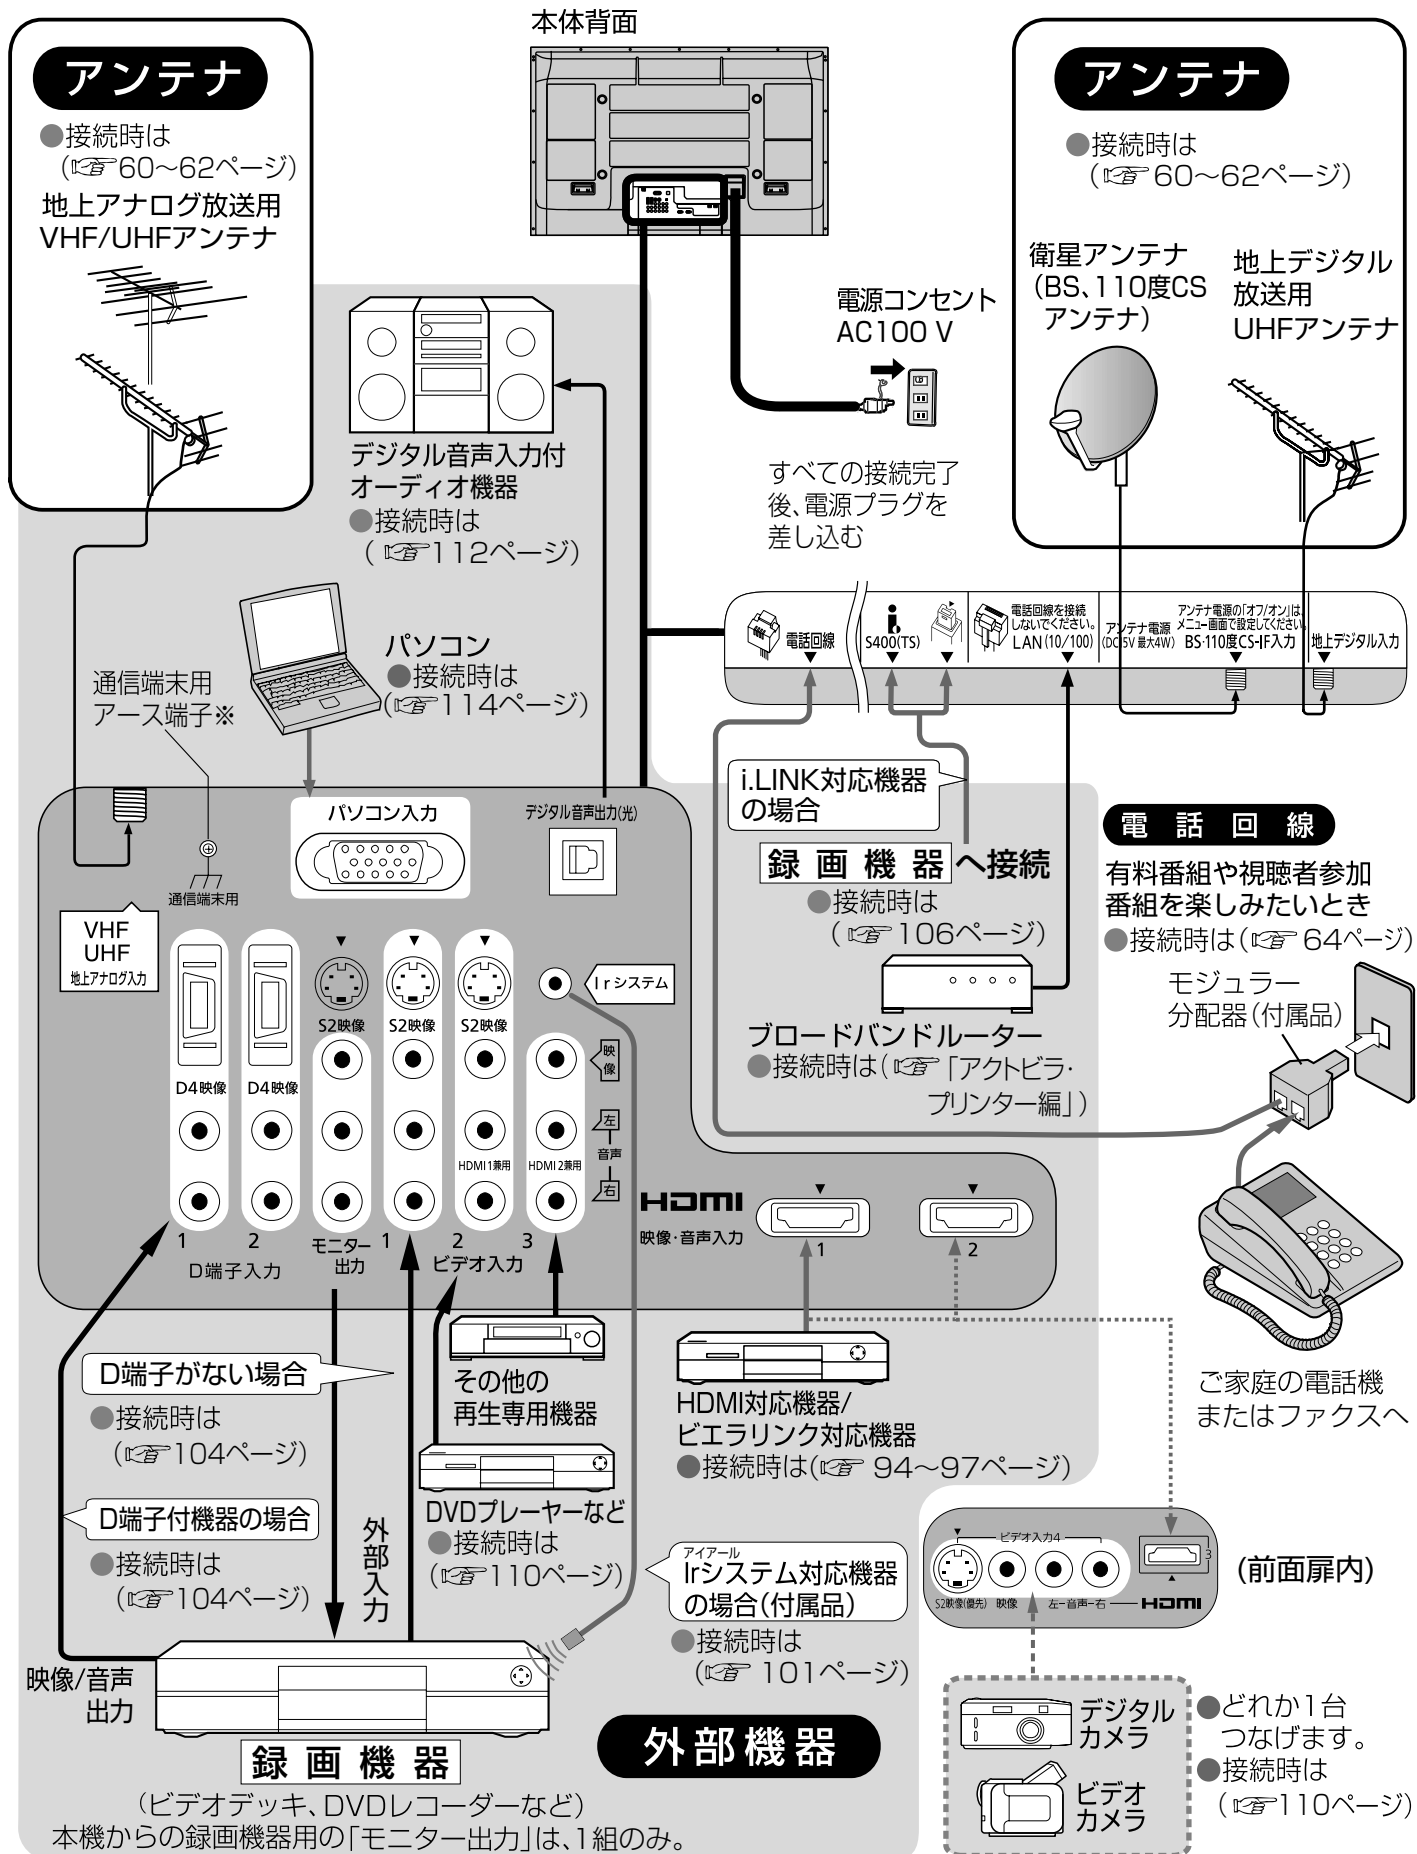 本体背面
アンテナ
●接続時は
(☞60～62ページ)
地上アナログ放送用
VHF/UHFアンテナ
アンテナ
●接続時は
(☞60～62ページ)
衛星アンテナ
(BS、110度CS
アンテナ)
地上デジタル
放送用
UHFアンテナ
電源コンセント
AC100 V
すべての接続完了
後、電源プラグを
差し込む
デジタル音声入力付
オーディオ機器
●接続時は
(☞112ページ)
パソコン
●接続時は
(☞114ページ)
通信端末用
アース端子※
電話回線
i
S400(TS)
電話回線を接続
しないでください。
LAN(10/100)
アンテナ電源
(DC15V 最大4W)
アンテナ電源の「オフ/オン」は、
メニュー画面で設定してください。
BS・110度CS-IF入力
地上デジタル入力
i.LINK対応機器
の場合
録画機器へ接続
●接続時は
(☞106ページ)
電話回線
有料番組や視聴者参加
番組を楽しみたいとき
●接続時は(☞64ページ)
モジュラー
分配器(付属品)
ブロードバンドルーター
●接続時は(☞「アクトビラ・
プリンター編」)
パソコン入力
デジタル音声出力(光)
通信端末用
VHF
UHF
地上アナログ入力
Irシステム
S2映像
S2映像
S2映像
D4映像
D4映像
映像
左
音声
右
HDMI1兼用
HDMI2兼用
HDMI
映像・音声入力
1
2
1
2
D端子入力
モニター
出力
1
2
3
ビデオ入力
D端子がない場合
●接続時は
(☞104ページ)
D端子付機器の場合
●接続時は
(☞104ページ)
外部入力
その他の
再生専用機器
DVDプレーヤーなど
●接続時は
(☞110ページ)
HDMI対応機器/
ビエラリンク対応機器
●接続時は(☞94～97ページ)
ご家庭の電話機
またはファクスへ
アイアール
Irシステム対応機器
の場合(付属品)
●接続時は
(☞101ページ)
ビデオ入力4
3
S2映像(優先)
映像
左-音声-右
HDMI
(前面扉内)
映像/音声
出力
録画機器
(ビデオデッキ、DVDレコーダーなど)
本機からの録画機器用の「モニター出力」は、1組のみ。
外部機器
デジタル
カメラ
ビデオ
カメラ
●どれか1台
つなげます。
●接続時は
(☞110ページ)